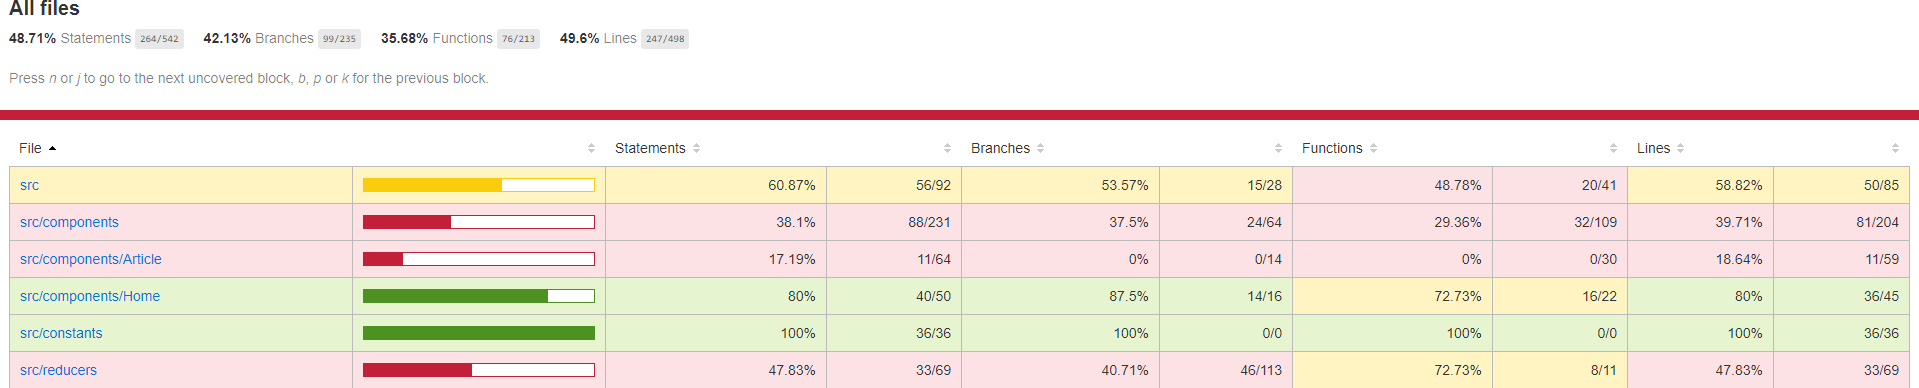 All files
48.71% Statements 264/542 42.13% Branches 99/235 35.68% Functions 76/213 49.6% Lines 247/498
Press n or j to go to the next uncovered block, b, p or k for the previous block.
File Statements Branches Functions Lines
src 60.87% 56/92 53.57% 15/28 48.78% 20/41 58.82% 50/85
src/components 38.1% 88/231 37.5% 24/64 29.36% 32/109 39.71% 81/204
src/components/Article 17.19% 11/64 0% 0/14 0% 0/30 18.64% 11/59
src/components/Home 80% 40/50 87.5% 14/16 72.73% 16/22 80% 36/45
src/constants 100% 36/36 100% 0/0 100% 0/0 100% 36/36
src/reducers 47.83% 33/69 40.71% 46/113 72.73% 8/11 47.83% 33/69